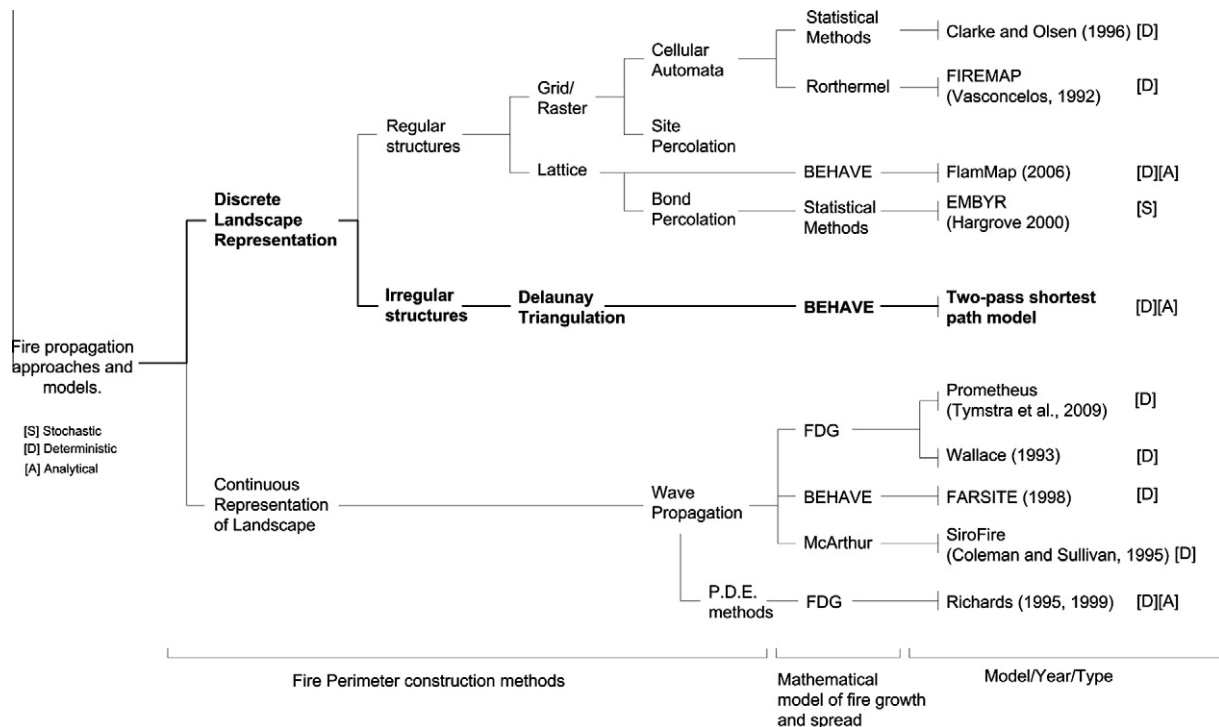 Statistical
Methods
Clarke and Olsen (1996) [D]
Cellular
Automata
Rorthermel
FIREMAP
(Vasconcelos, 1992)
[D]
Grid/
Raster
Site
Percolation
Regular
structures
Lattice
BEHAVE
FlamMap (2006)
[D][A]
Bond
Percolation
Statistical
Methods
EMBYR
(Hargrove 2000)
[S]
Discrete
Landscape
Representation
Irregular
structures
Delaunay
Triangulation
BEHAVE
Two-pass shortest
path model
[D][A]
Fire propagation
approaches and
models.
[S] Stochastic
[D] Deterministic
[A] Analytical
Continuous
Representation
of Landscape
Wave
Propagation
FDG
Prometheus
(Tymstra et al., 2009)
[D]
Wallace (1993)
[D]
BEHAVE
FARSITE (1998)
[D]
McArthur
SiroFire
(Coleman and Sullivan, 1995) [D]
P.D.E.
methods
FDG
Richards (1995, 1999)
[D][A]
Fire Perimeter construction methods
Mathematical
model of fire growth
and spread
Model/Year/Type